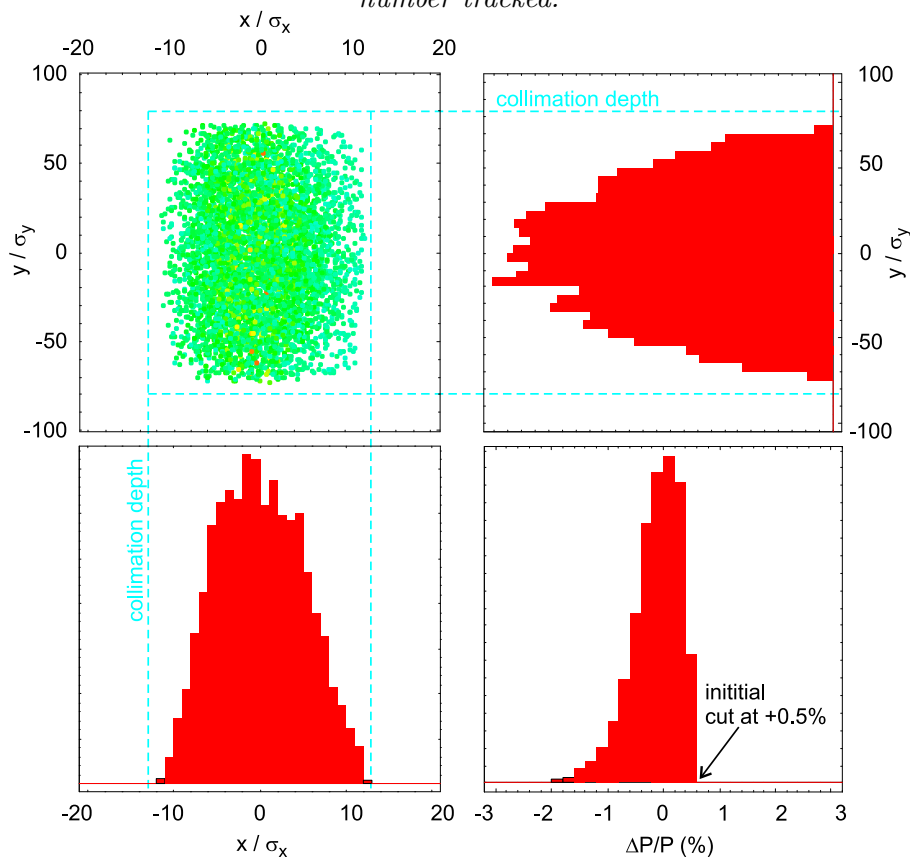 number tracked.
x / σx
-20 -10 0 10 20
20
100
50
0
-50
-100
y / σy
collimation depth
100
50
0
-50
-100
y / σy
collimation depth
inititial
cut at +0.5%
-20 -10 0 10 20
x / σx
-3 -2 -1 0 1 2 3
ΔP/P (%)